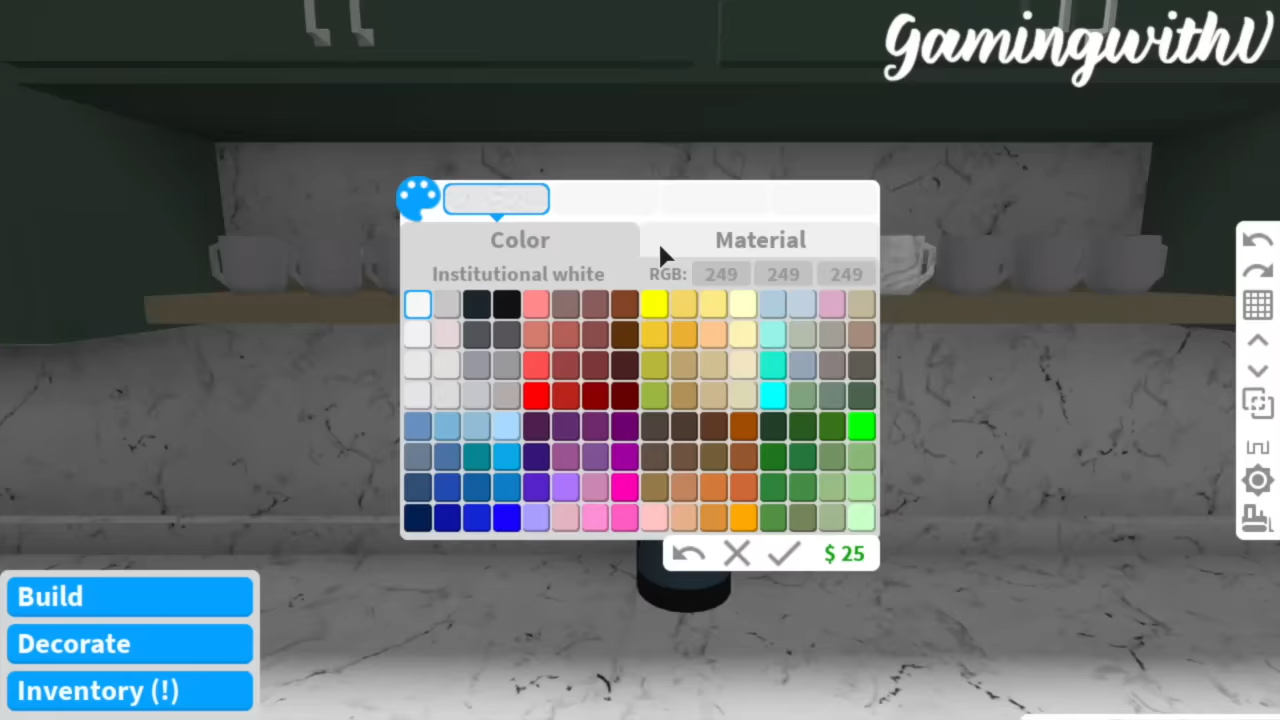 GamingwithV
Color
Material
Institutional white
RGB: 249 249 249
$ 25
Build
Decorate
Inventory (!)